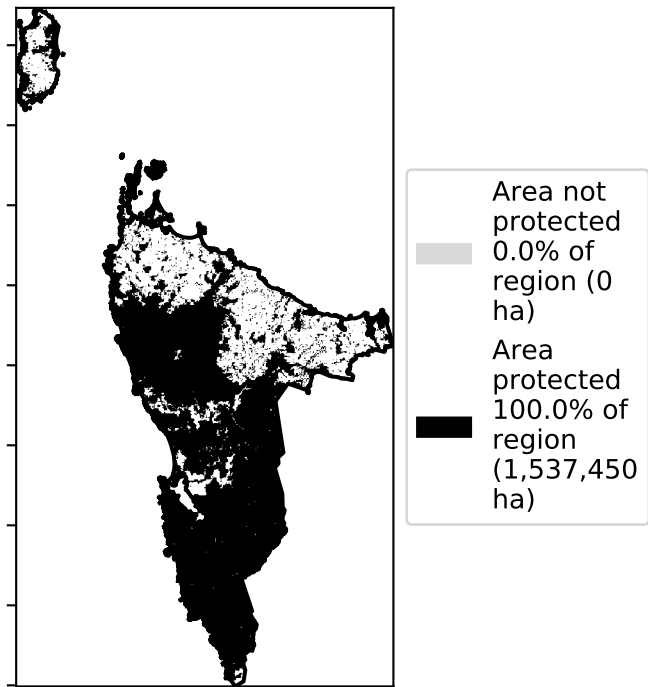 Area not
protected
0.0% of
region (0
ha)
Area
protected
100.0% of
region
(1,537,450
ha)